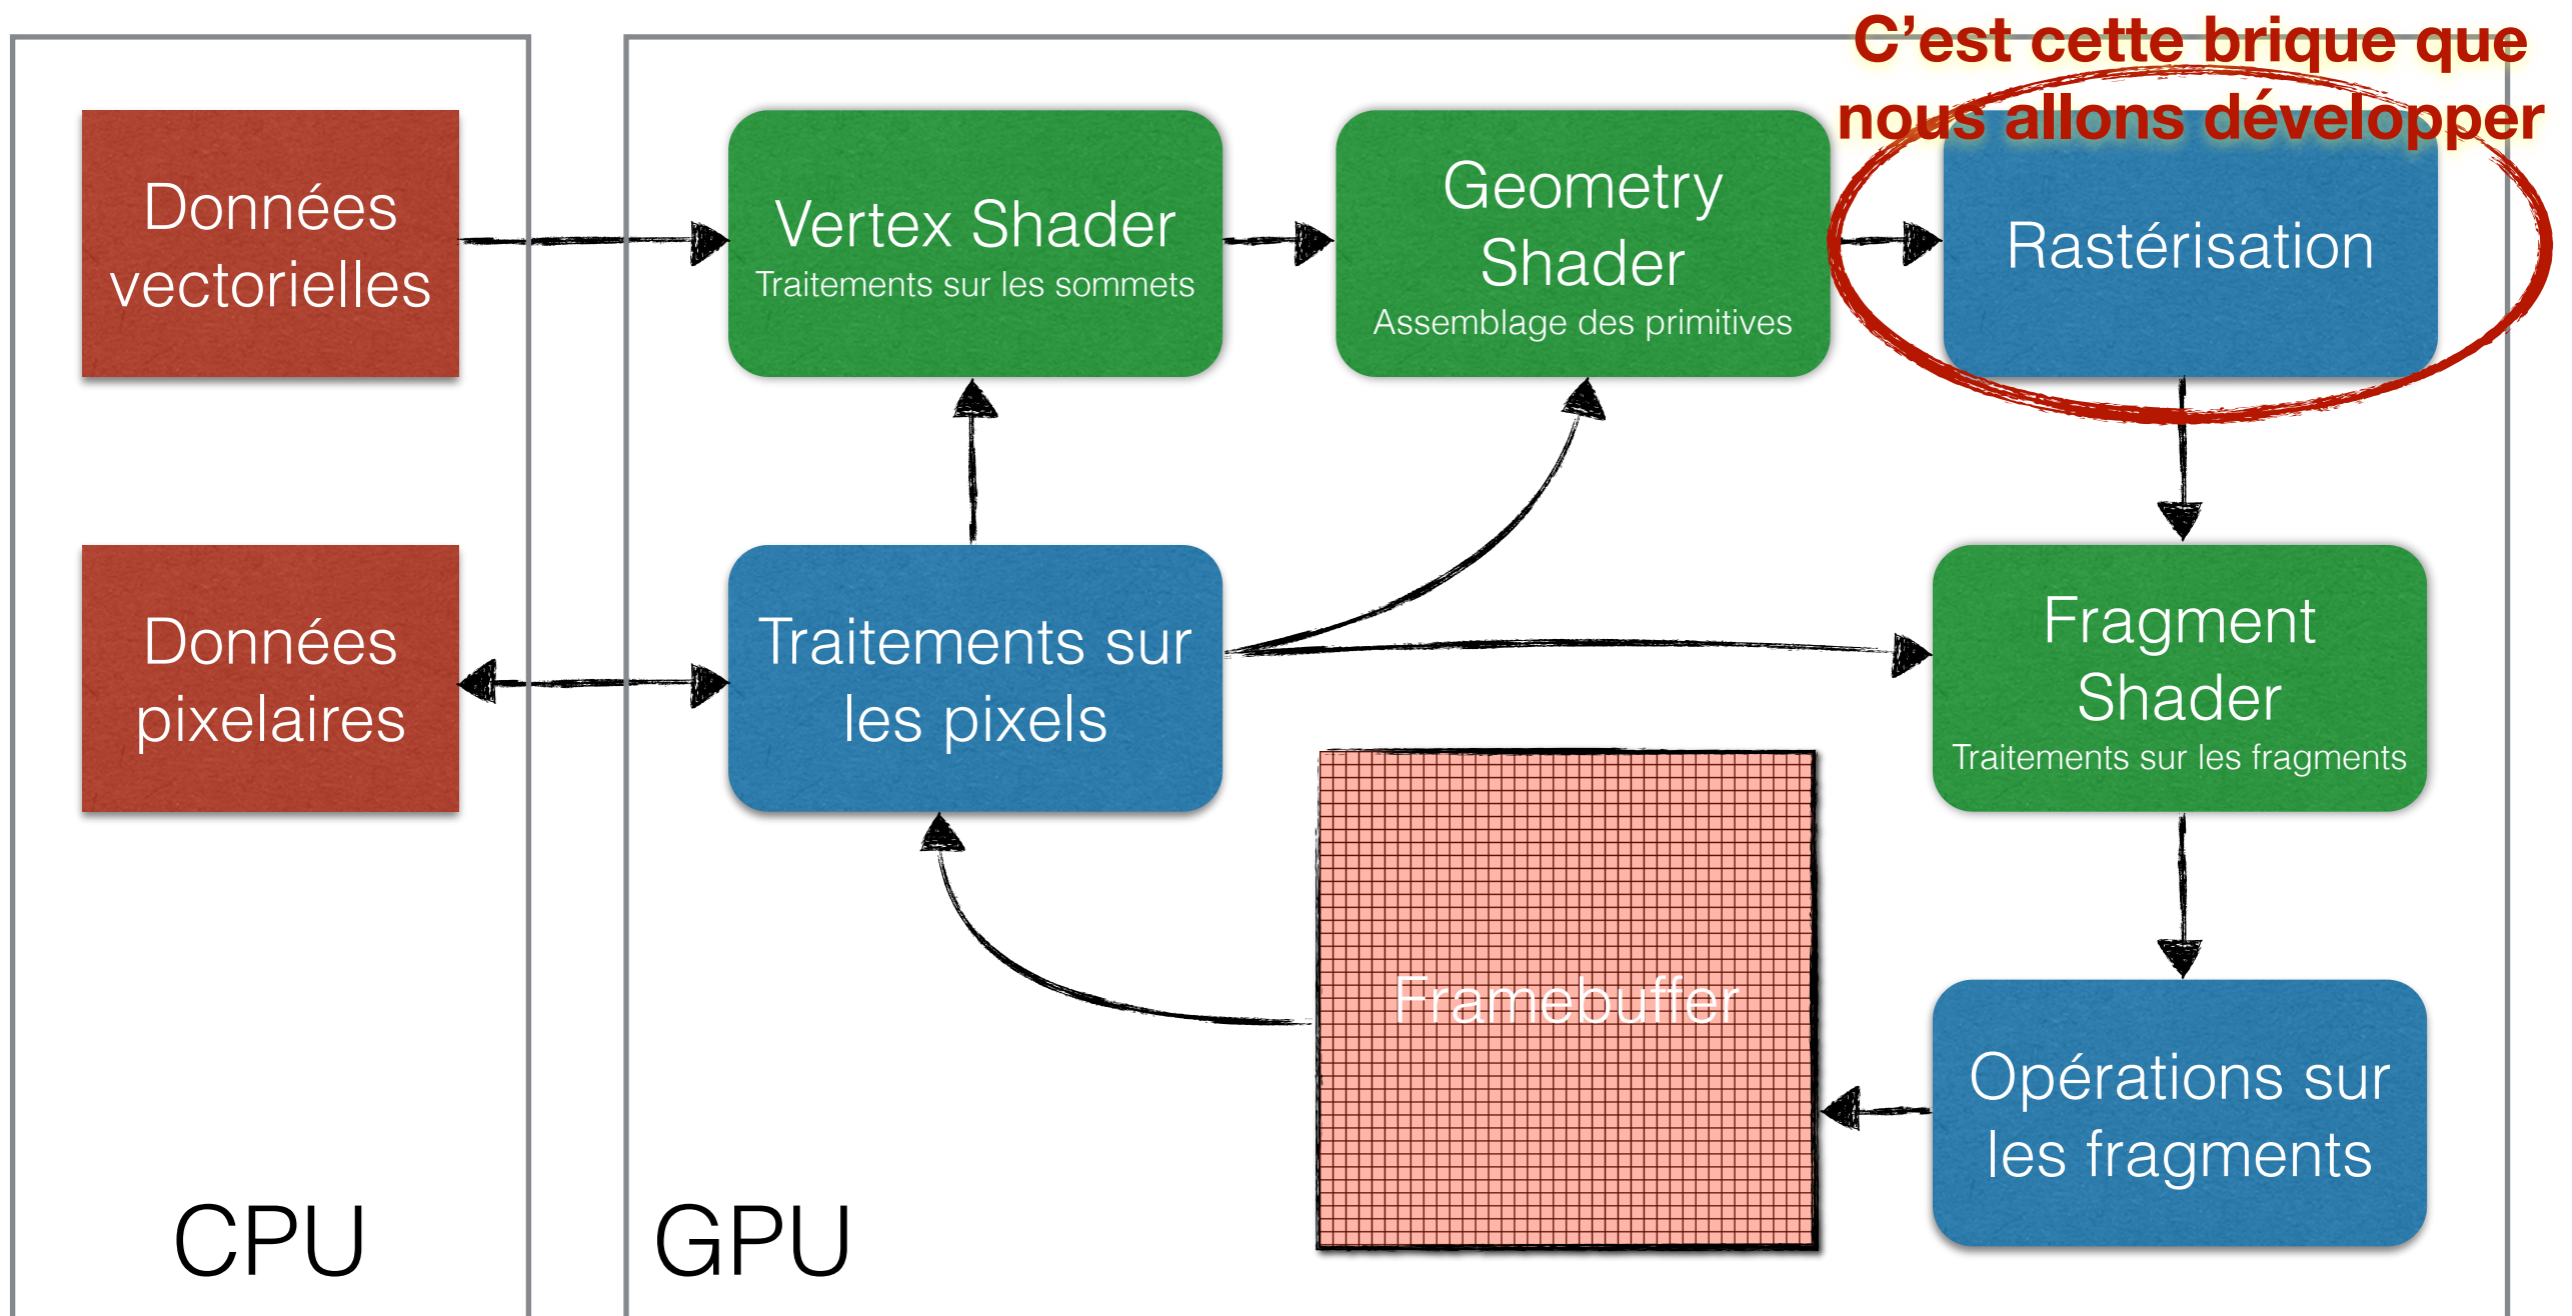 C’est cette brique que
nous allons développer
Données
vectorielles
Vertex Shader
Traitements sur les sommets
Geometry
Shader
Assemblage des primitives
Rastérisation
Données
pixelaires
Traitements sur
les pixels
Fragment
Shader
Traitements sur les fragments
Framebuffer
Opérations sur
les fragments
CPU
GPU